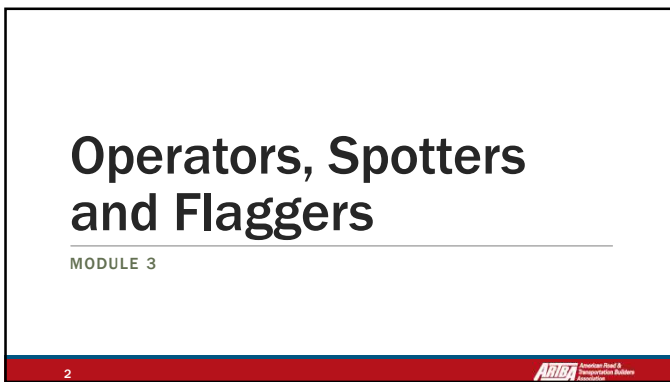 Operators, Spotters
and Flaggers
MODULE 3
2
ARTBA
American Road &
Transportation Builders
Association